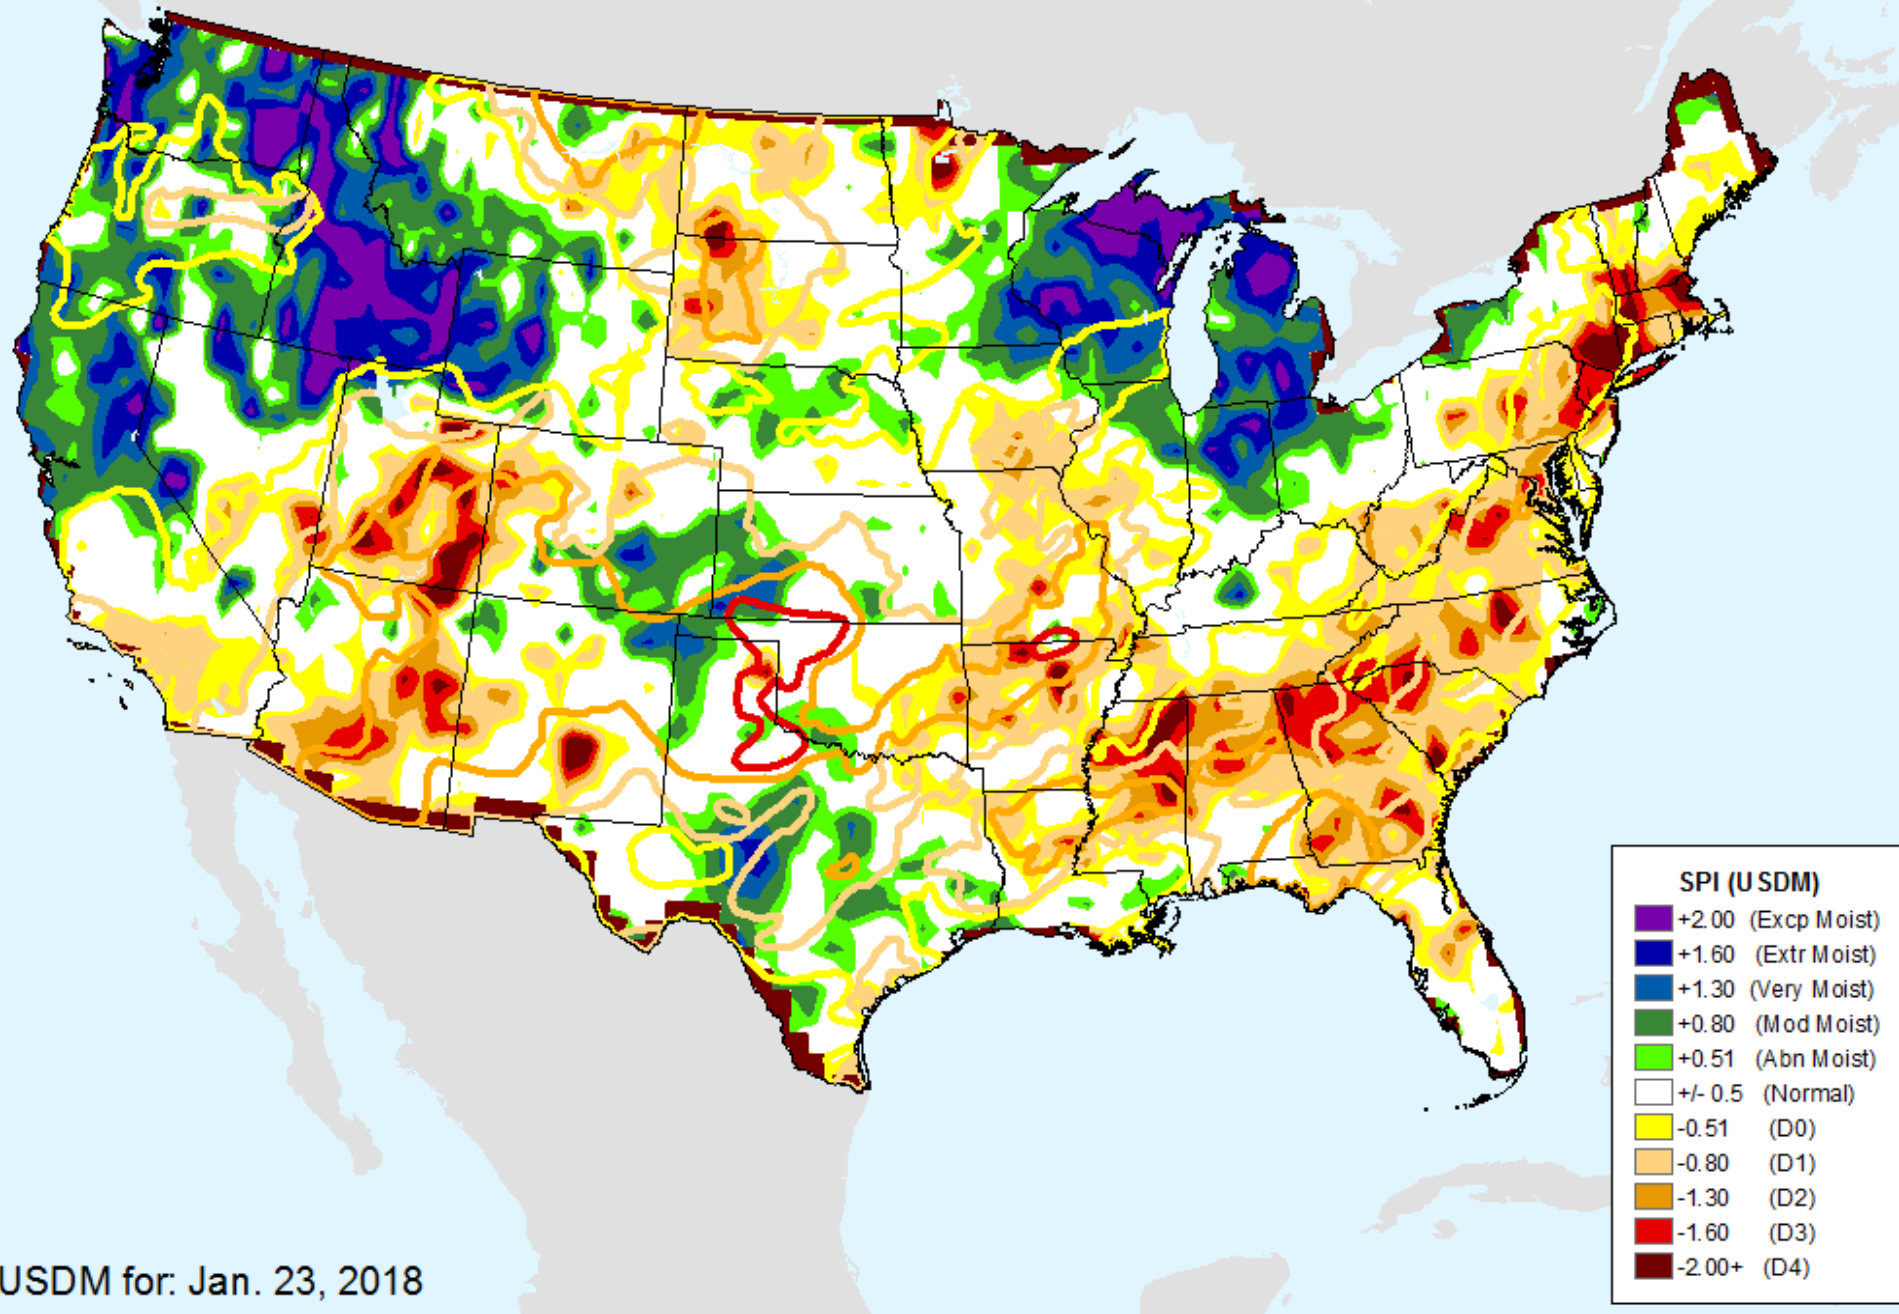 SPI (USDM)
+2.00 (Excp Moist)
+1.60 (Extr Moist)
+1.30 (Very Moist)
+0.80 (Mod Moist)
+0.51 (Abn Moist)
+/- 0.5 (Normal)
-0.51 (D0)
-0.80 (D1)
-1.30 (D2)
-1.60 (D3)
-2.00+ (D4)
USDM for: Jan. 23, 2018